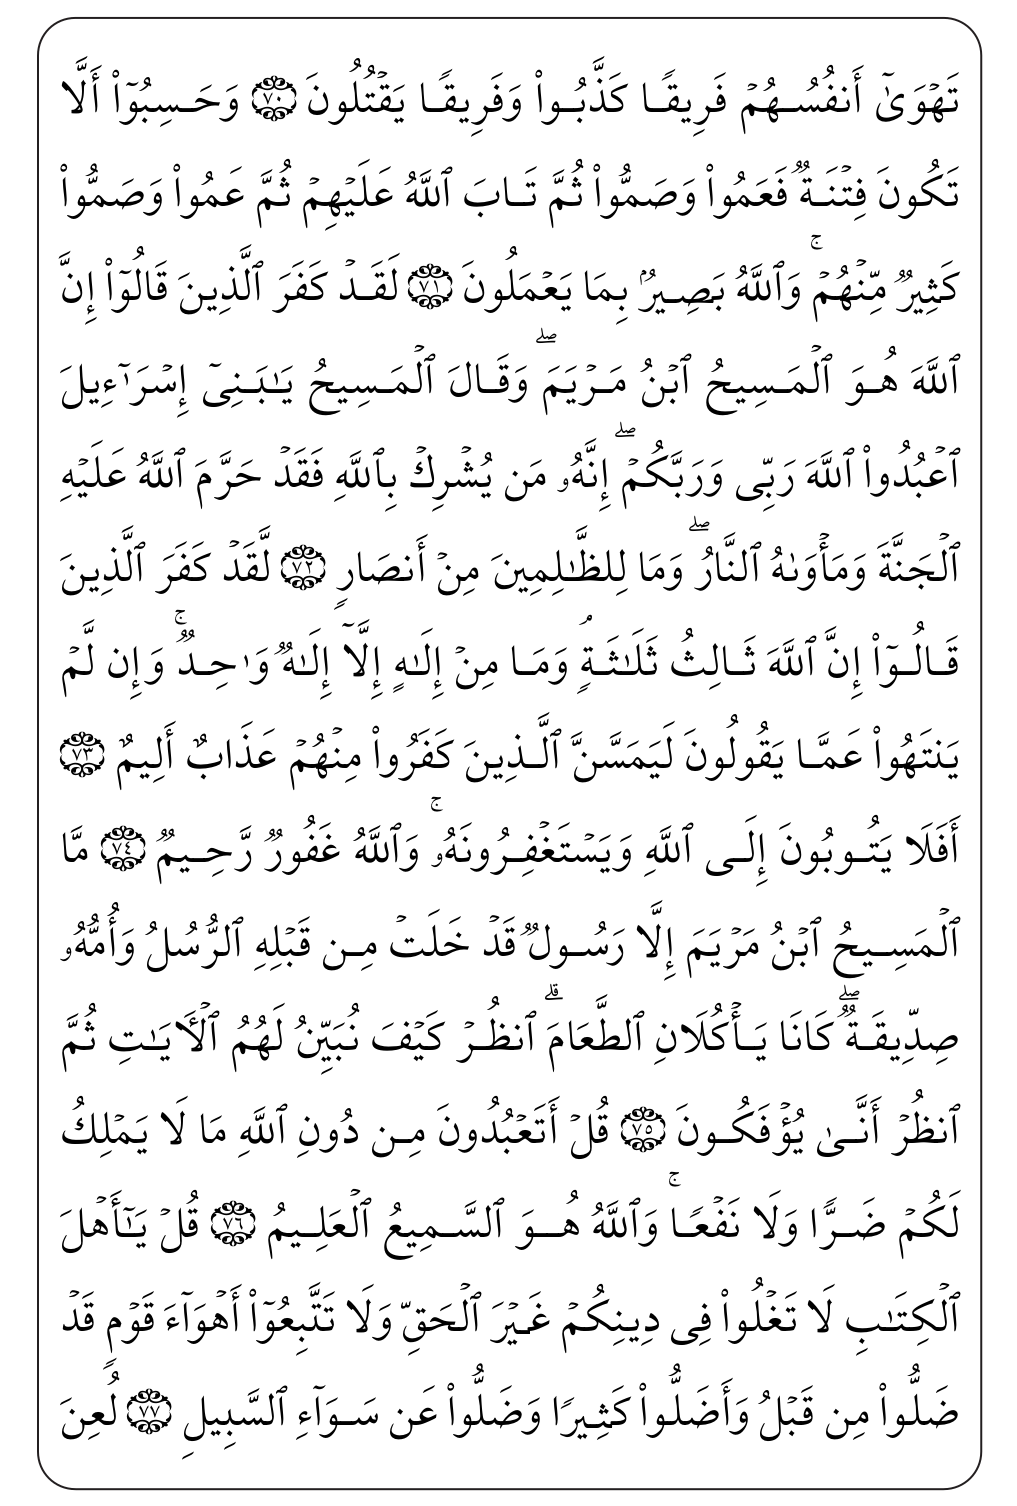 تَهۡوَىٰٓ أَنفُسُهُمۡ فَرِيقٗا كَذَّبُواْ وَفَرِيقٗا يَقۡتُلُونَ ٧٠ وَحَسِبُوٓاْ أَلَّا
تَكُونَ فِتۡنَةٞ فَعَمُواْ وَصَمُّواْ ثُمَّ تَابَ ٱللَّهُ عَلَيۡهِمۡ ثُمَّ عَمُواْ وَصَمُّواْ
كَثِيرٞ مِّنۡهُمۡۚ وَٱللَّهُ بَصِيرُۢ بِمَا يَعۡمَلُونَ ٧١ لَقَدۡ كَفَرَ ٱلَّذِينَ قَالُوٓاْ إِنَّ
ٱللَّهَ هُوَ ٱلۡمَسِيحُ ٱبۡنُ مَرۡيَمَۖ وَقَالَ ٱلۡمَسِيحُ يَٰبَنِيٓ إِسۡرَٰٓءِيلَ
ٱعۡبُدُواْ ٱللَّهَ رَبِّي وَرَبَّكُمۡۖ إِنَّهُۥ مَن يُشۡرِكۡ بِٱللَّهِ فَقَدۡ حَرَّمَ ٱللَّهُ عَلَيۡهِ
ٱلۡجَنَّةَ وَمَأۡوَىٰهُ ٱلنَّارُۖ وَمَا لِلظَّٰلِمِينَ مِنۡ أَنصَارٖ ٧٢ لَّقَدۡ كَفَرَ ٱلَّذِينَ
قَالُوٓاْ إِنَّ ٱللَّهَ ثَالِثُ ثَلَٰثَةٖۘ وَمَا مِنۡ إِلَٰهٍ إِلَّآ إِلَٰهٞ وَٰحِدٞۚ وَإِن لَّمۡ
يَنتَهُواْ عَمَّا يَقُولُونَ لَيَمَسَّنَّ ٱلَّذِينَ كَفَرُواْ مِنۡهُمۡ عَذَابٌ أَلِيمٌ ٧٣
أَفَلَا يَتُوبُونَ إِلَى ٱللَّهِ وَيَسۡتَغۡفِرُونَهُۥۚ وَٱللَّهُ غَفُورٞ رَّحِيمٞ ٧٤ مَّا
ٱلۡمَسِيحُ ٱبۡنُ مَرۡيَمَ إِلَّا رَسُولٞ قَدۡ خَلَتۡ مِن قَبۡلِهِ ٱلرُّسُلُ وَأُمُّهُۥ
صِدِّيقَةٞۖ كَانَا يَأۡكُلَانِ ٱلطَّعَامَۗ ٱنظُرۡ كَيۡفَ نُبَيِّنُ لَهُمُ ٱلۡأٓيَٰتِ ثُمَّ
ٱنظُرۡ أَنَّىٰ يُؤۡفَكُونَ ٧٥ قُلۡ أَتَعۡبُدُونَ مِن دُونِ ٱللَّهِ مَا لَا يَمۡلِكُ
لَكُمۡ ضَرّٗا وَلَا نَفۡعٗاۚ وَٱللَّهُ هُوَ ٱلسَّمِيعُ ٱلۡعَلِيمُ ٧٦ قُلۡ يَٰٓأَهۡلَ
ٱلۡكِتَٰبِ لَا تَغۡلُواْ فِي دِينِكُمۡ غَيۡرَ ٱلۡحَقِّ وَلَا تَتَّبِعُوٓاْ أَهۡوَآءَ قَوۡمٖ قَدۡ
ضَلُّواْ مِن قَبۡلُ وَأَضَلُّواْ كَثِيرٗا وَضَلُّواْ عَن سَوَآءِ ٱلسَّبِيلِ ٧٧ لُعِنَ